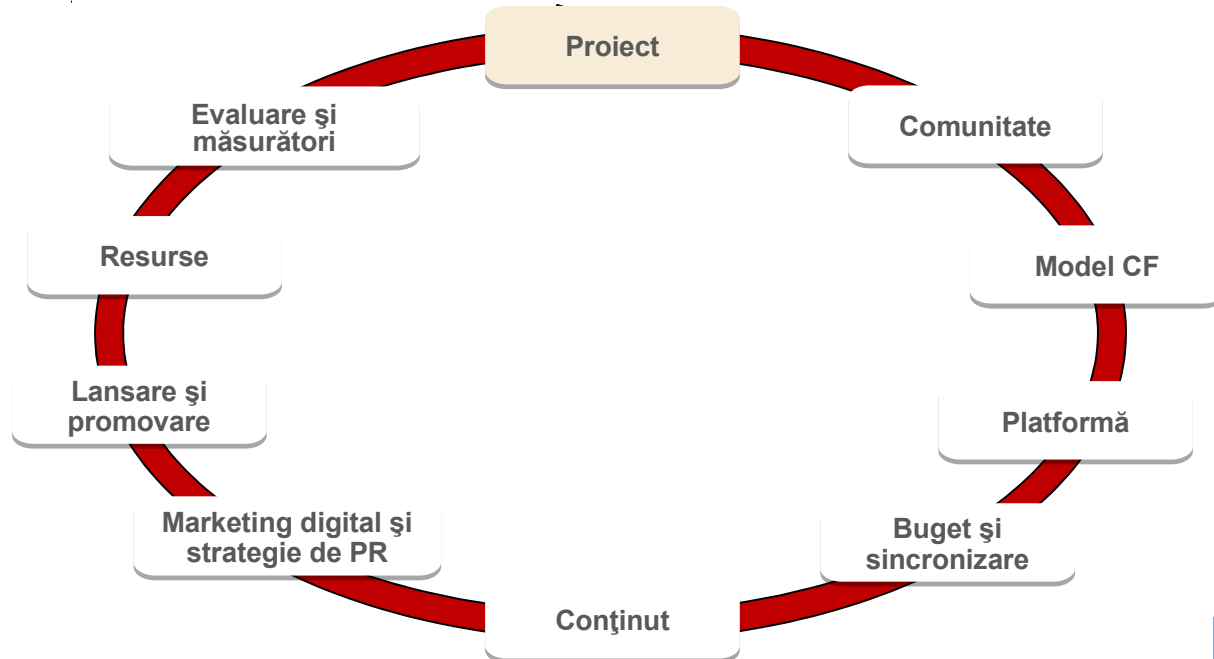 Proiect
Comunitate
Model CF
Platformă
Buget şi
sincronizare
Conţinut
Marketing digital şi
strategie de PR
Lansare şi
promovare
Resurse
Evaluare şi
măsurători